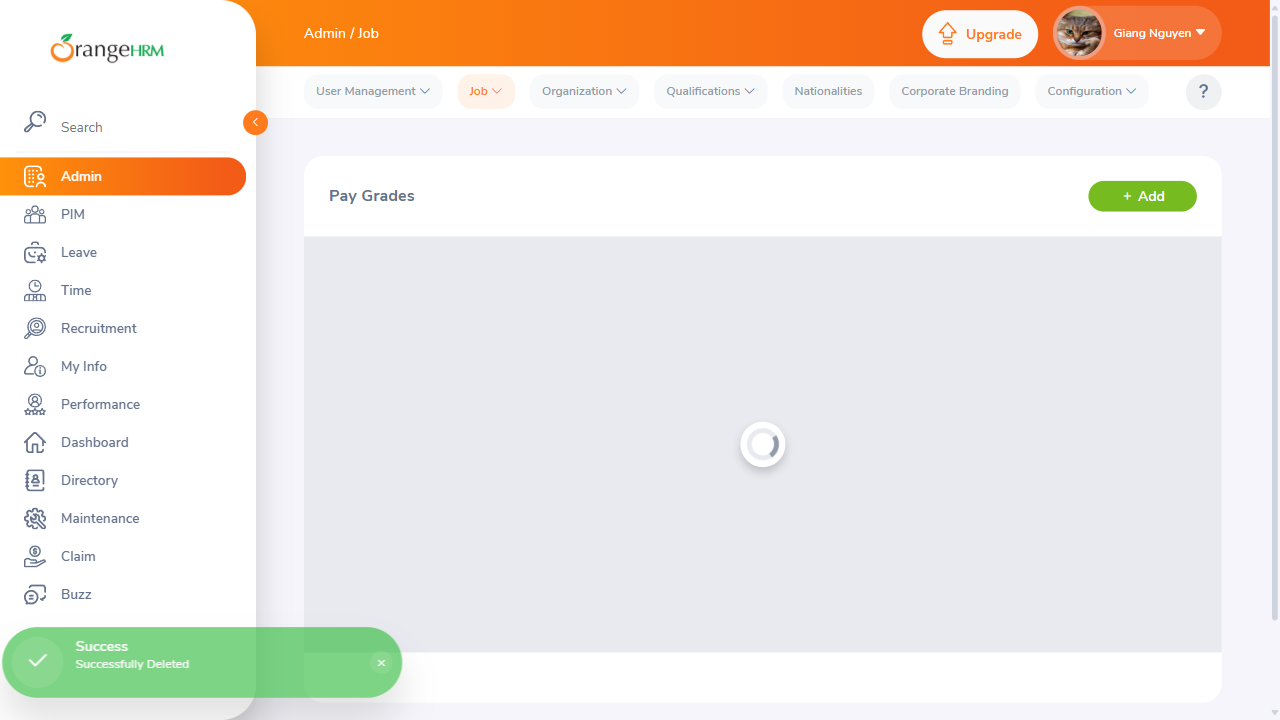 OrangeHRM
Admin / Job
Upgrade
Giang Nguyen
User Management
Job
Organization
Qualifications
Nationalities
Corporate Branding
Configuration
?
Search
Admin
PIM
Leave
Time
Recruitment
My Info
Performance
Dashboard
Directory
Maintenance
Claim
Buzz
Pay Grades
+ Add
Success
Successfully Deleted
×